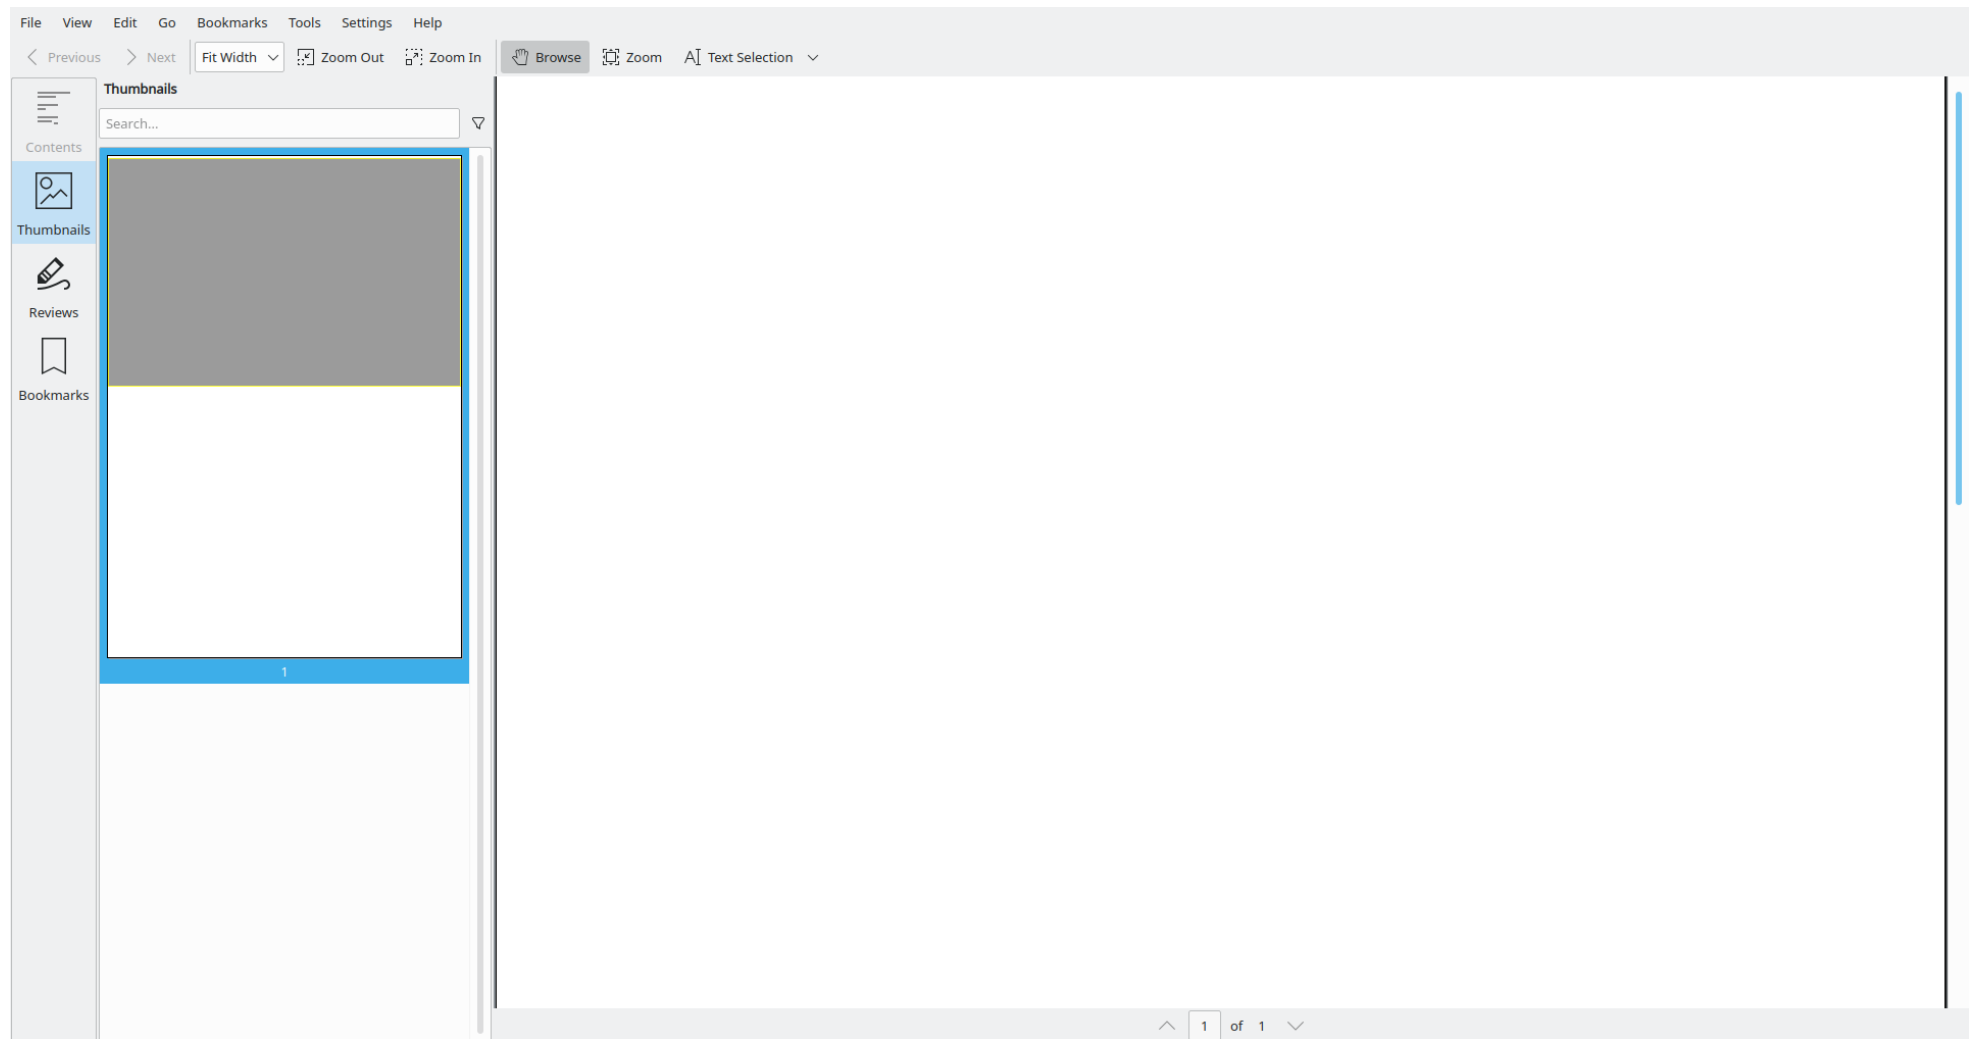 File View Edit Go Bookmarks Tools Settings Help
Previous Next Fit Width Zoom Out Zoom In Browse Zoom Text Selection
Contents
Thumbnails
Reviews
Bookmarks
Thumbnails
Search...
1
1 of 1